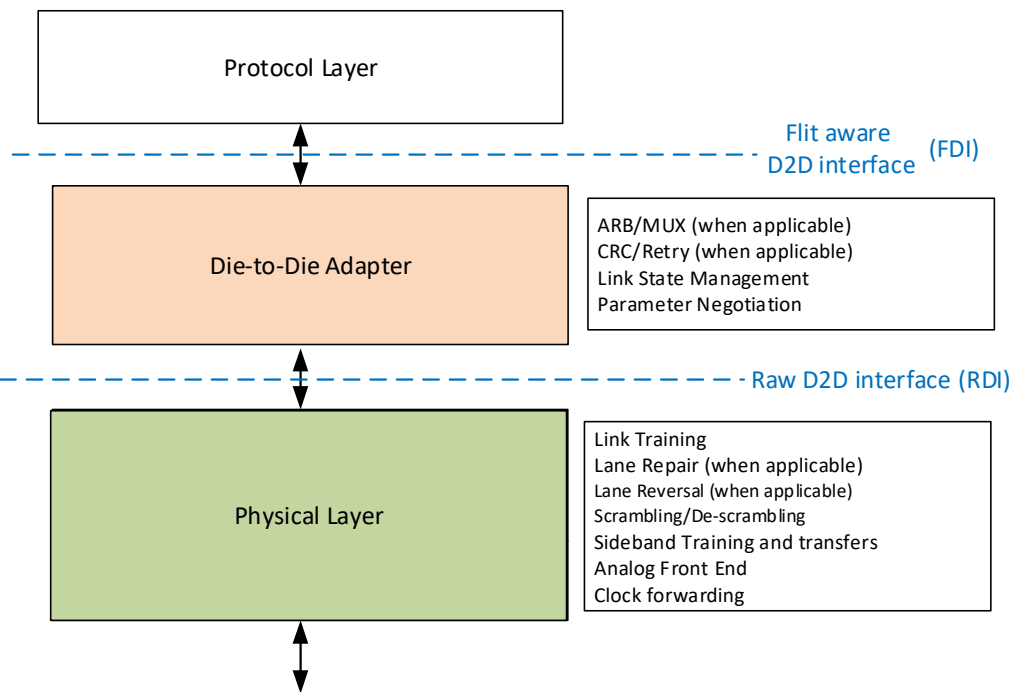 Protocol Layer
Flit aware
D2D interface (FDI)
Die-to-Die Adapter
ARB/MUX (when applicable)
CRC/Retry (when applicable)
Link State Management
Parameter Negotiation
Raw D2D interface (RDI)
Physical Layer
Link Training
Lane Repair (when applicable)
Lane Reversal (when applicable)
Scrambling/De-scrambling
Sideband Training and transfers
Analog Front End
Clock forwarding